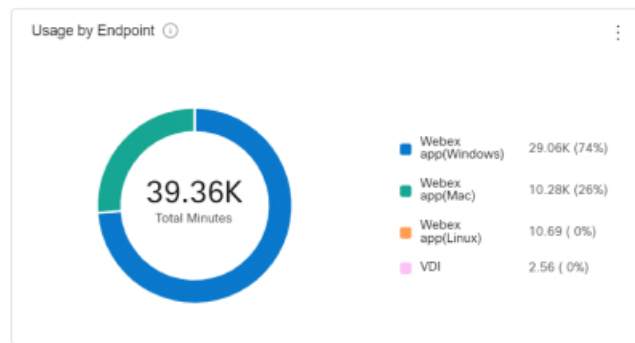 Usage by Endpoint
39.36K
Total Minutes
Webex
app(Windows) 29.06K (74%)
Webex
app(Mac) 10.28K (26%)
Webex
app(Linux) 10.69 ( 0%)
VDI 2.56 ( 0%)